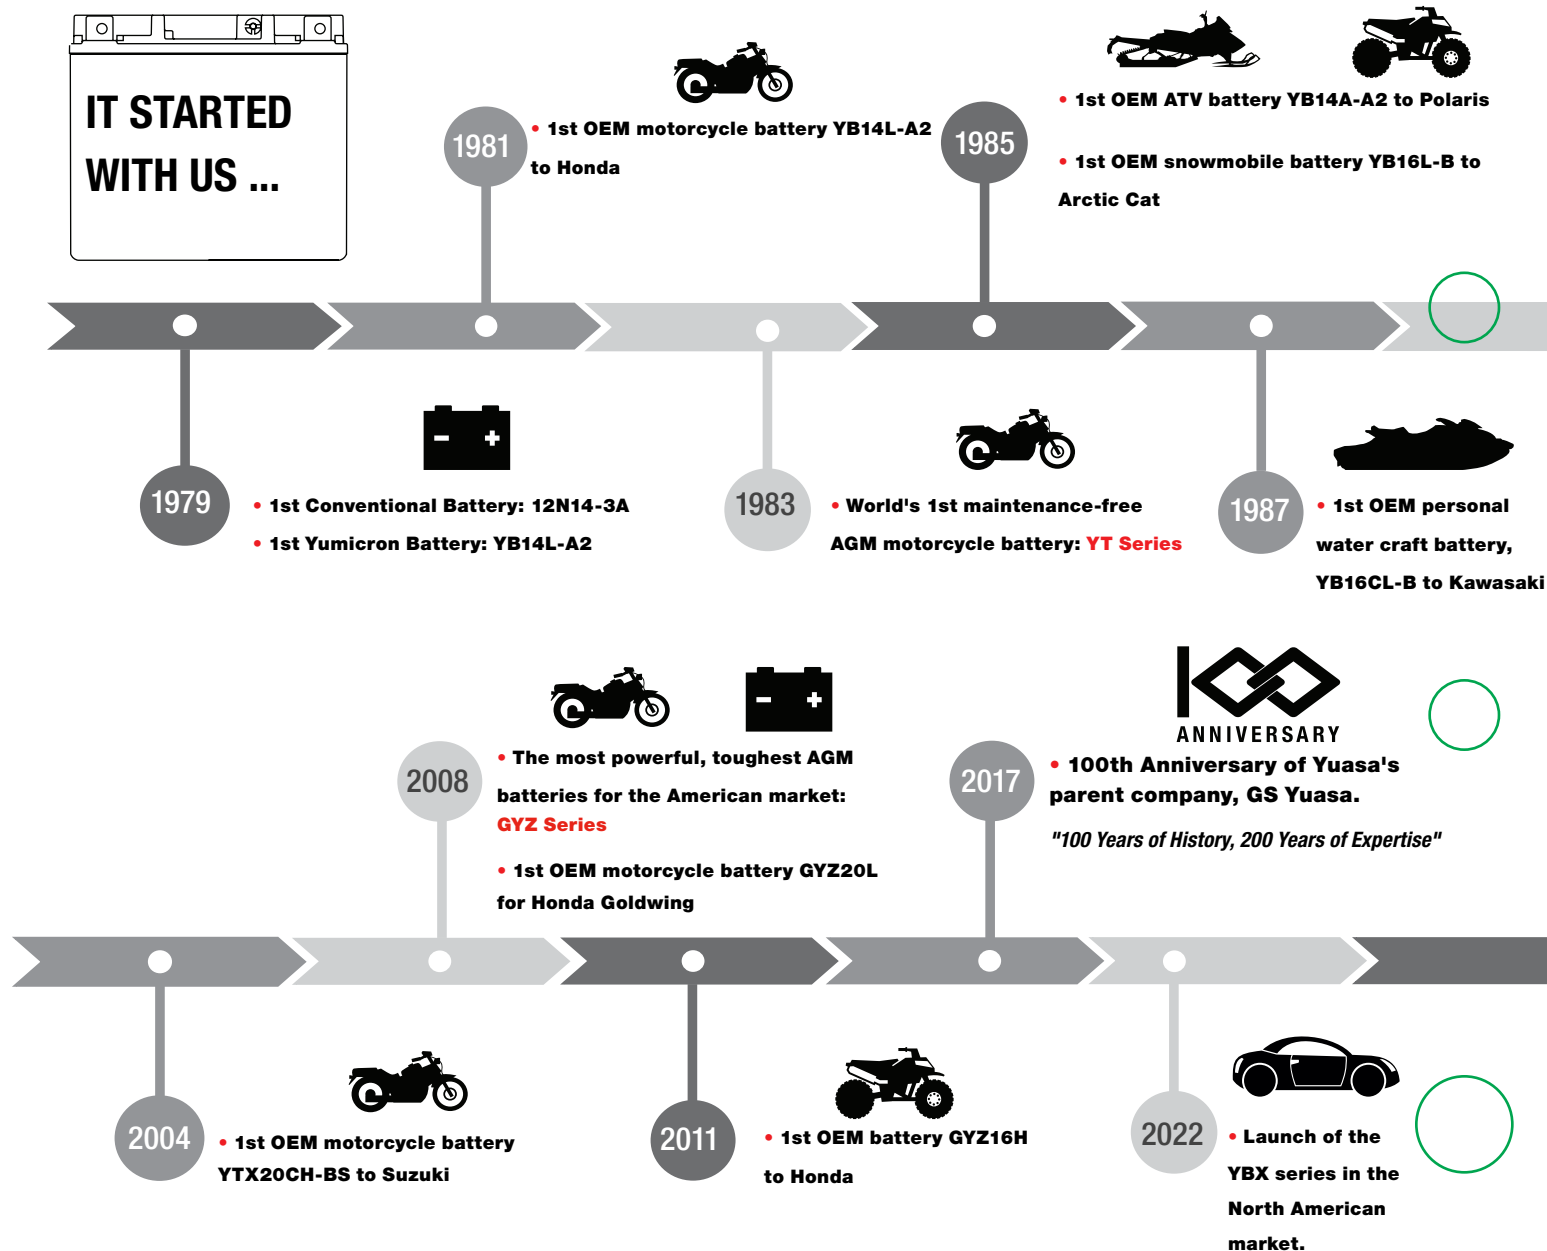 IT STARTED
WITH US ...
1981
• 1st OEM motorcycle battery YB14L-A2
to Honda
1985
• 1st OEM ATV battery YB14A-A2 to Polaris
• 1st OEM snowmobile battery YB16L-B to
Arctic Cat
1979
• 1st Conventional Battery: 12N14-3A
• 1st Yumicron Battery: YB14L-A2
1983
• World's 1st maintenance-free
AGM motorcycle battery: YT Series
1987
• 1st OEM personal
water craft battery,
YB16CL-B to Kawasaki
2008
• The most powerful, toughest AGM
batteries for the American market:
GYZ Series
• 1st OEM motorcycle battery GYZ20L
for Honda Goldwing
2017
100
ANNIVERSARY
• 100th Anniversary of Yuasa's
parent company, GS Yuasa.
"100 Years of History, 200 Years of Expertise"
2004
• 1st OEM motorcycle battery
YTX20CH-BS to Suzuki
2011
• 1st OEM battery GYZ16H
to Honda
2022
• Launch of the
YBX series in the
North American
market.